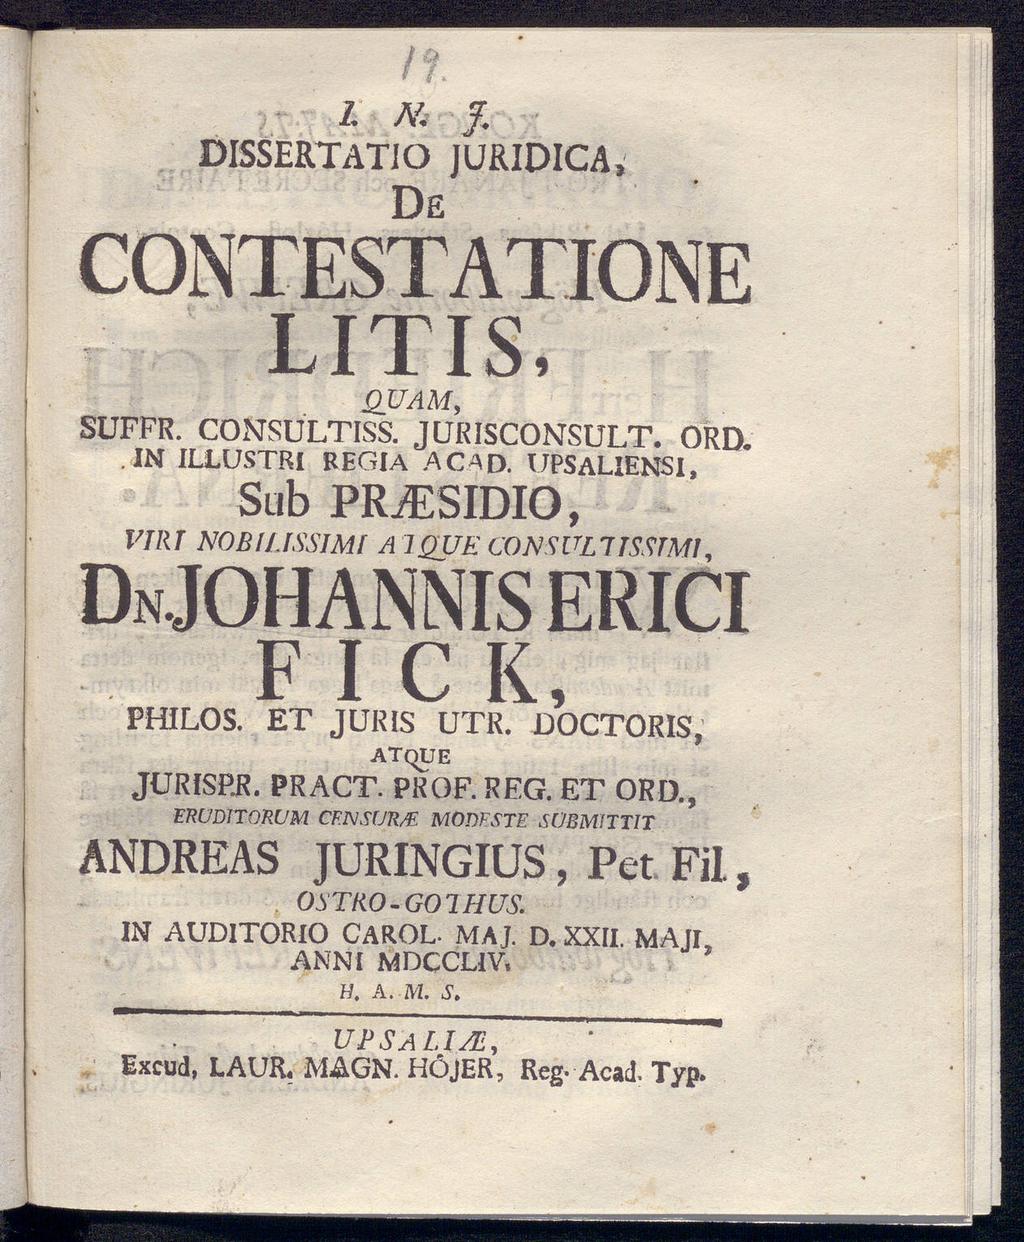 19.
I. N. J.
DISSERTATIO JURIDICA,
DE
CONTESTATIONE
LITIS,
QUAM,
SUFFR. CONSULTISS. JURISCONSULT. ORD.
IN ILLUSTRI REGIA ACAD. UPSALIENSI,
Sub PRÆSIDIO,
VIRI NOBILISSIMI ATQUE CONSULTISSIMI,
DN. JOHANNIS ERICI
FICK,
PHILOS. ET JURIS UTR. DOCTORIS,
ATQUE
JURISPR. PRACT. PROF. REG. ET ORD.,
ERUDITORUM CENSURÆ MODESTE SUBMITTIT
ANDREAS JURINGIUS, Pet. Fil.,
OSTRO-GOTHUS.
IN AUDITORIO CAROL. MAJ. D. XXII. MAJI,
ANNI MDCCLIV.
H. A. M. S.
UPSALIÆ,
Excud, LAUR. MAGN. HÖJER, Reg. Acad. Typ.